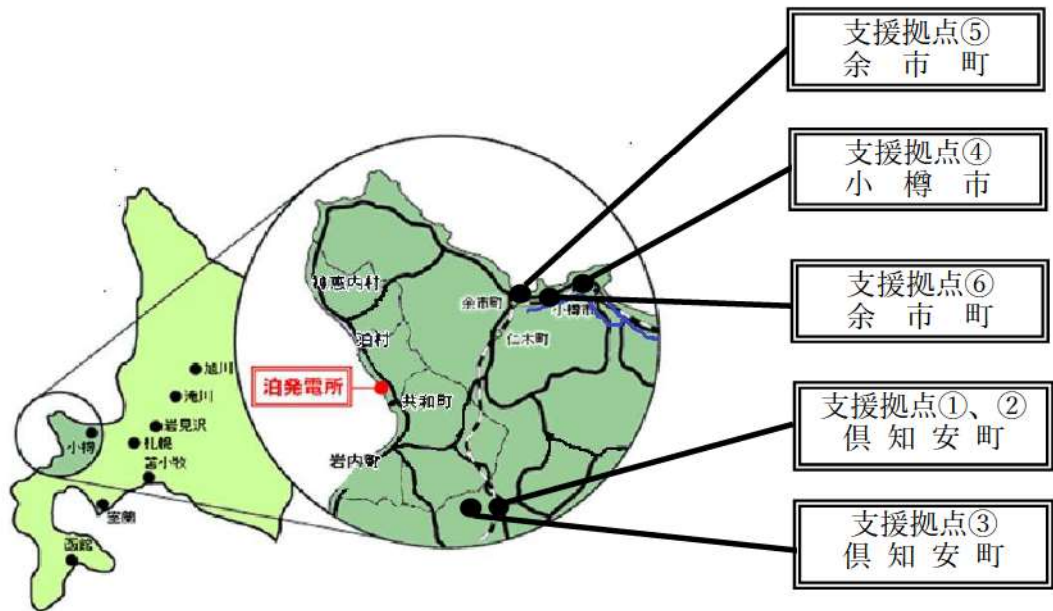 支援拠点⑤
余市町
支援拠点④
小樽市
支援拠点⑥
余市町
支援拠点①、②
倶知安町
支援拠点③
倶知安町
神恵内村
泊村
泊発電所
共和町
岩内町
余市町
小樽市
仁木町
旭川
滝川
岩見沢
札幌
小樽
苫小牧
室蘭
函館